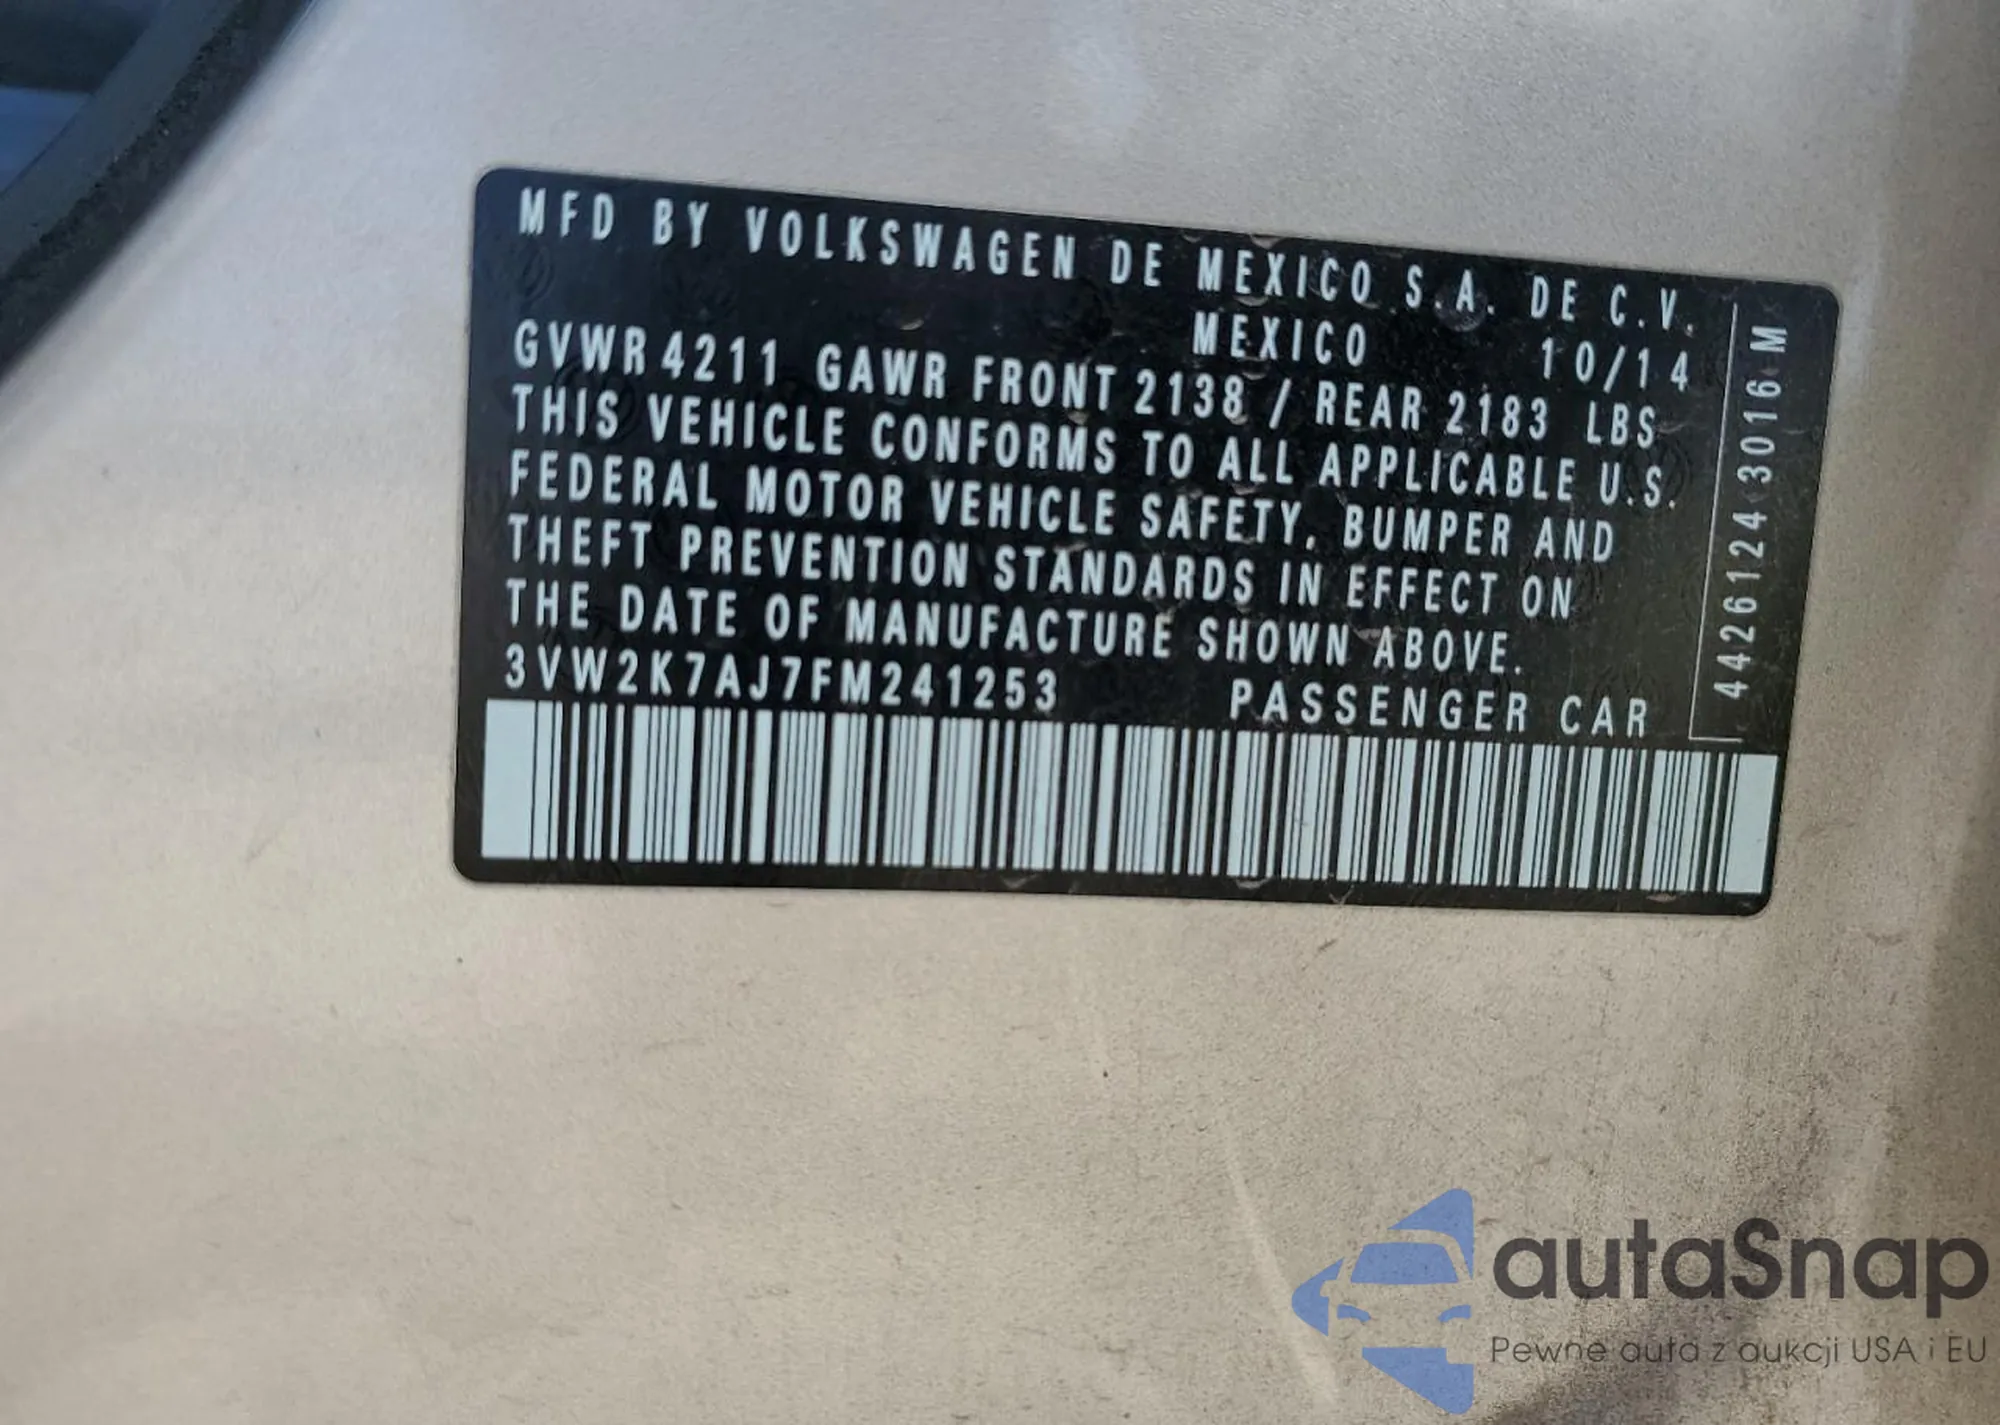 MFD BY VOLKSWAGEN DE MEXICO S.A. DE C.V.
MEXICO 10/14
GVWR 4211 GAWR FRONT 2138 / REAR 2183 LBS
THIS VEHICLE CONFORMS TO ALL APPLICABLE U.S.
FEDERAL MOTOR VEHICLE SAFETY, BUMPER AND
THEFT PREVENTION STANDARDS IN EFFECT ON
THE DATE OF MANUFACTURE SHOWN ABOVE.
3VW2K7AJ7FM241253 PASSENGER CAR
4426124 3016 M
autaSnap
Pewne auta z aukcji USA i EU